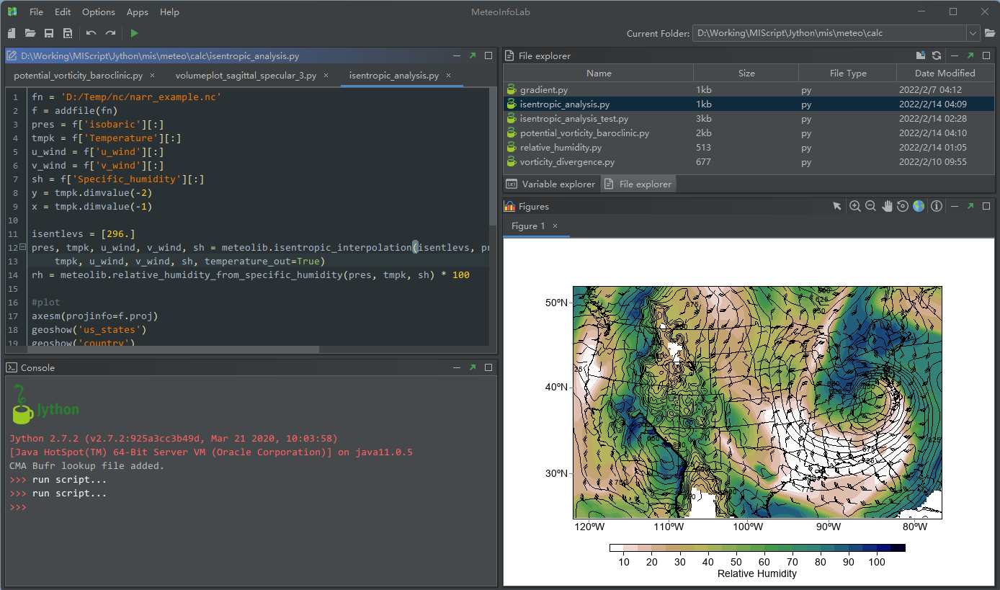 File Edit Options Apps Help
MeteoInfoLab
Current Folder: D:\Working\MIScript\Jython\mis\meteo\calc
D:\Working\MIScript\Jython\mis\meteo\calc\isentropic_analysis.py
potential_vorticity_baroclinic.py × volumeplot_sagittal_specular_3.py × isentropic_analysis.py ×
1 fn = 'D:/Temp/nc/narr_example.nc'
2 f = addfile(fn)
3 pres = f['isobaric'][:]
4 tmpk = f['Temperature'][:]
5 u_wind = f['u_wind'][:]
6 v_wind = f['v_wind'][:]
7 sh = f['Specific_humidity'][:]
8 y = tmpk.dimvalue(-2)
9 x = tmpk.dimvalue(-1)
10
11 isentlevs = [296.]
12 pres, tmpk, u_wind, v_wind, sh = meteolib.isentropic_interpolation(isentlevs, pr
13 tmpk, u_wind, v_wind, sh, temperature_out=True)
14 rh = meteolib.relative_humidity_from_specific_humidity(pres, tmpk, sh) * 100
15
16 #plot
17 axesm(projinfo=f.proj)
18 geoshow('us_states')
19 geoshow('country')
Console
Jython
Jython 2.7.2 (v2.7.2:925a3cc3b49d, Mar 21 2020, 10:03:58)
[Java HotSpot(TM) 64-Bit Server VM (Oracle Corporation)] on java11.0.5
CMA Bufr lookup file added.
>>> run script...
>>> run script...
>>>
File explorer
Name Size File Type Date Modified
gradient.py 1kb py 2022/2/7 04:12
isentropic_analysis.py 1kb py 2022/2/14 04:09
isentropic_analysis_test.py 3kb py 2022/2/14 02:28
potential_vorticity_baroclinic.py 2kb py 2022/2/14 04:10
relative_humidity.py 513 py 2022/2/14 01:05
vorticity_divergence.py 677 py 2022/2/10 09:55
Variable explorer File explorer
Figures
Figure 1 ×
50°N
40°N
30°N
875
625
650
25
850
875
825
750
775
120°W 110°W 100°W 90°W 80°W
10 20 30 40 50 60 70 80 90 100
Relative Humidity